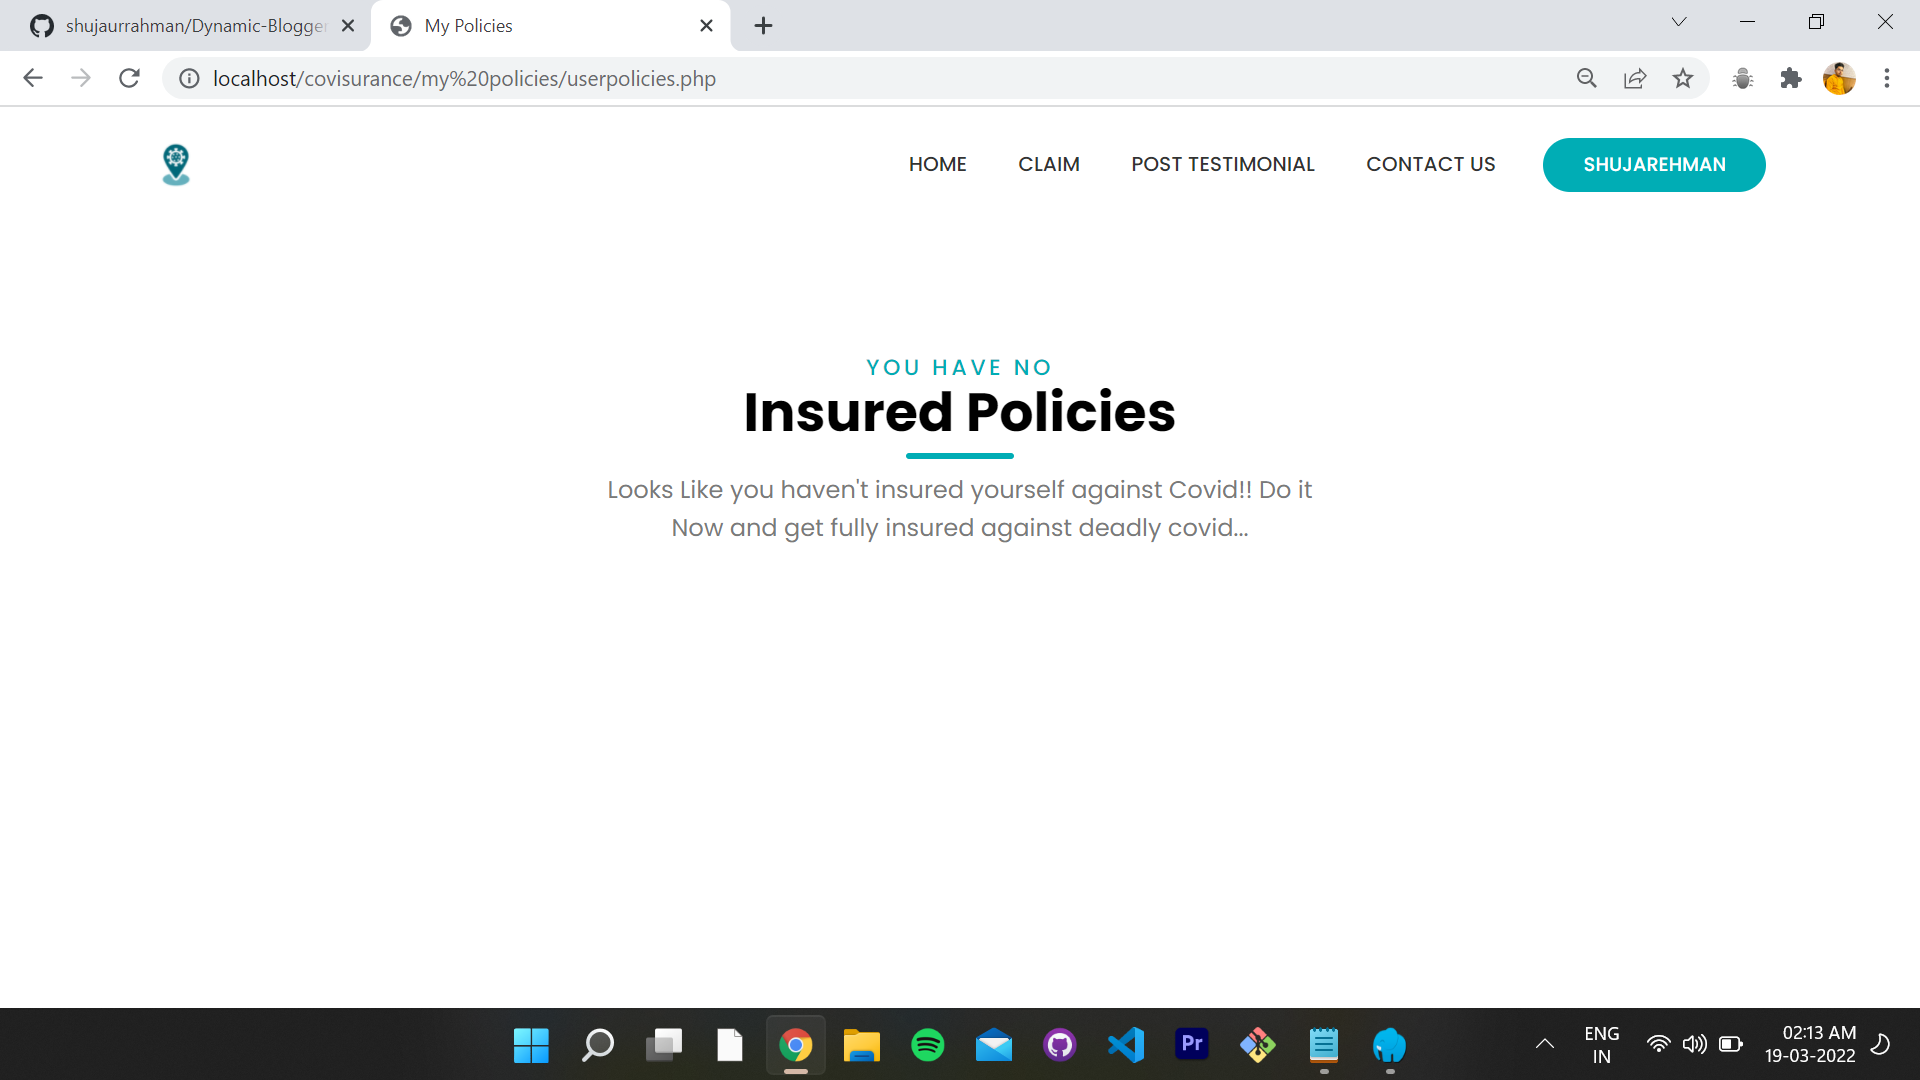 shujaurrahman/Dynamic-Blogger
My Policies
localhost/covisurance/my%20policies/userpolicies.php
HOME CLAIM POST TESTIMONIAL CONTACT US SHUJAREHMAN
YOU HAVE NO
Insured Policies
Looks Like you haven't insured yourself against Covid!! Do it
Now and get fully insured against deadly covid...
Pr
ENG
IN
02:13 AM
19-03-2022